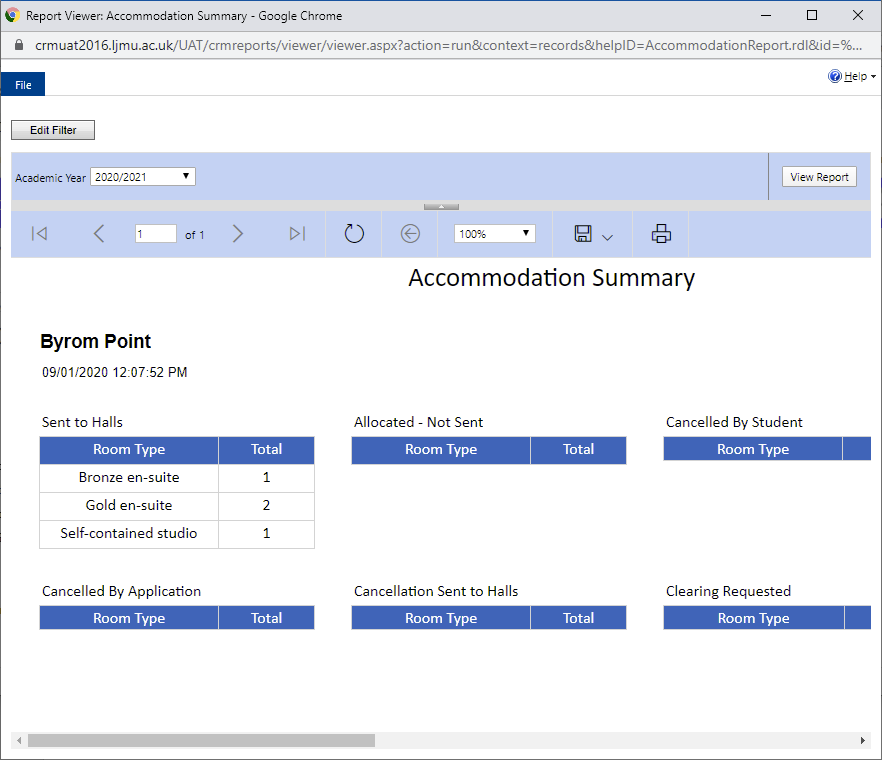 Report Viewer: Accommodation Summary - Google Chrome
crmuat2016.ljmu.ac.uk/UAT/crmreports/viewer/viewer.aspx?action=run&context=records&helpID=AccommodationReport.rdl&id=%...
File
Help
Edit Filter
Academic Year 2020/2021 View Report
1 of 1 100%
Accommodation Summary
Byrom Point
09/01/2020 12:07:52 PM
Sent to Halls Allocated - Not Sent Cancelled By Student
Room Type Total Room Type Total Room Type
Bronze en-suite 1
Gold en-suite 2
Self-contained studio 1
Cancelled By Application Cancellation Sent to Halls Clearing Requested
Room Type Total Room Type Total Room Type